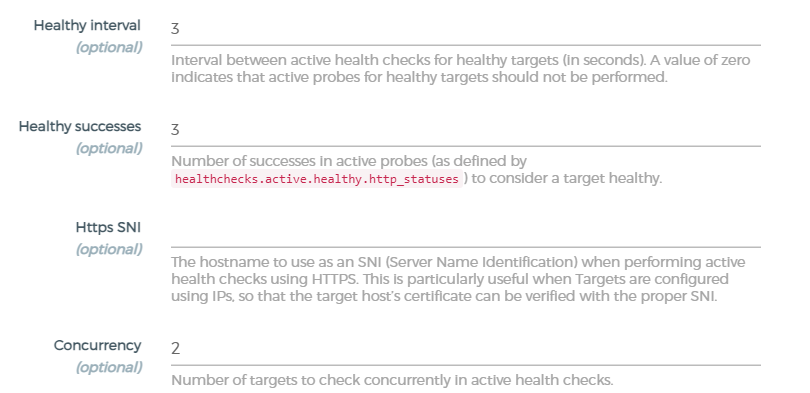 Healthy interval
(optional)
3
Interval between active health checks for healthy targets (in seconds). A value of zero
indicates that active probes for healthy targets should not be performed.
Healthy successes
(optional)
3
Number of successes in active probes (as defined by
healthchecks.active.healthy.http_statuses ) to consider a target healthy.
Https SNI
(optional)
The hostname to use as an SNI (Server Name Identification) when performing active
health checks using HTTPS. This is particularly useful when Targets are configured
using IPs, so that the target host's certificate can be verified with the proper SNI.
Concurrency
(optional)
2
Number of targets to check concurrently in active health checks.